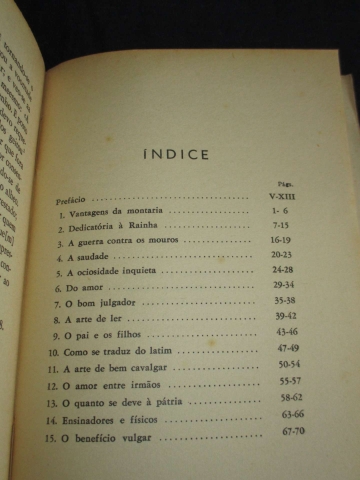 ÍNDICE
Págs.
Prefácio V-XIII
1. Vantagens da montaria 1- 6
2. Dedicatória à Rainha 7-15
3. A guerra contra os mouros 16-19
4. A saudade 20-23
5. A ociosidade inquieta 24-28
6. Do amor 29-34
7. O bom julgador 35-38
8. A arte de ler 39-42
9. O pai e os filhos 43-46
10. Como se traduz do latim 47-49
11. A arte de bem cavalgar 50-54
12. O amor entre irmãos 55-57
13. O quanto se deve à pátria 58-62
14. Ensinadores e físicos 63-66
15. O benefício vulgar 67-70